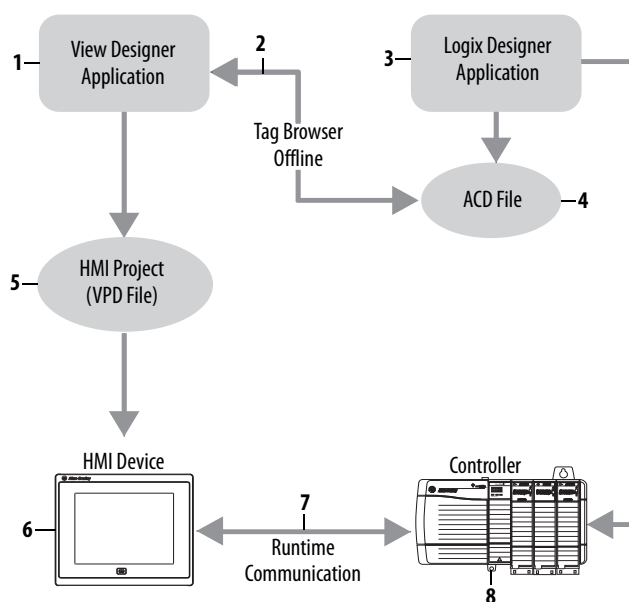 1
View Designer
Application
2
3
Logix Designer
Application
Tag Browser
Offline
ACD File
4
5
HMI Project
(VPD File)
HMI Device
Controller
6
7
Runtime
Communication
8